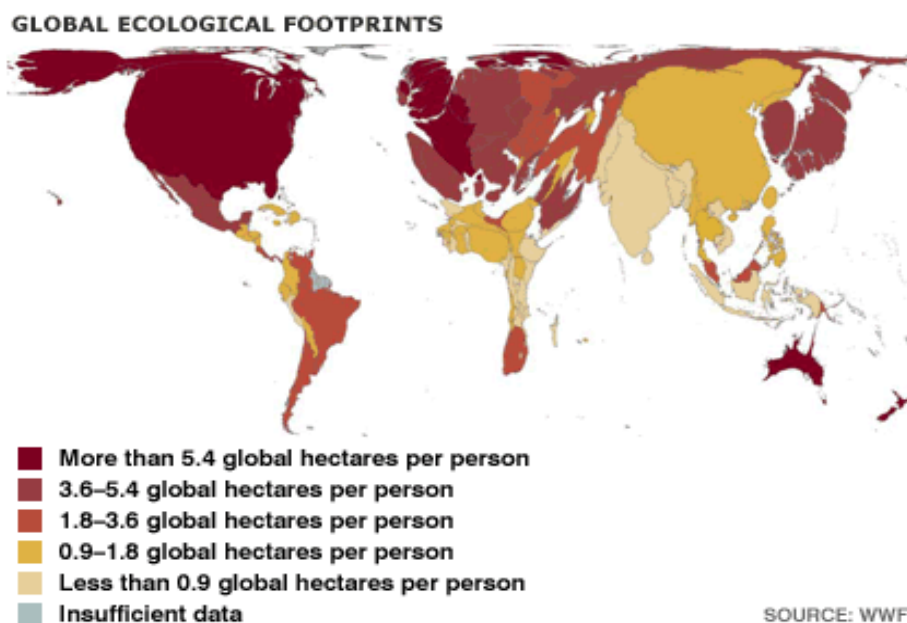 GLOBAL ECOLOGICAL FOOTPRINTS
More than 5.4 global hectares per person
3.6–5.4 global hectares per person
1.8–3.6 global hectares per person
0.9–1.8 global hectares per person
Less than 0.9 global hectares per person
Insufficient data
SOURCE: WWF